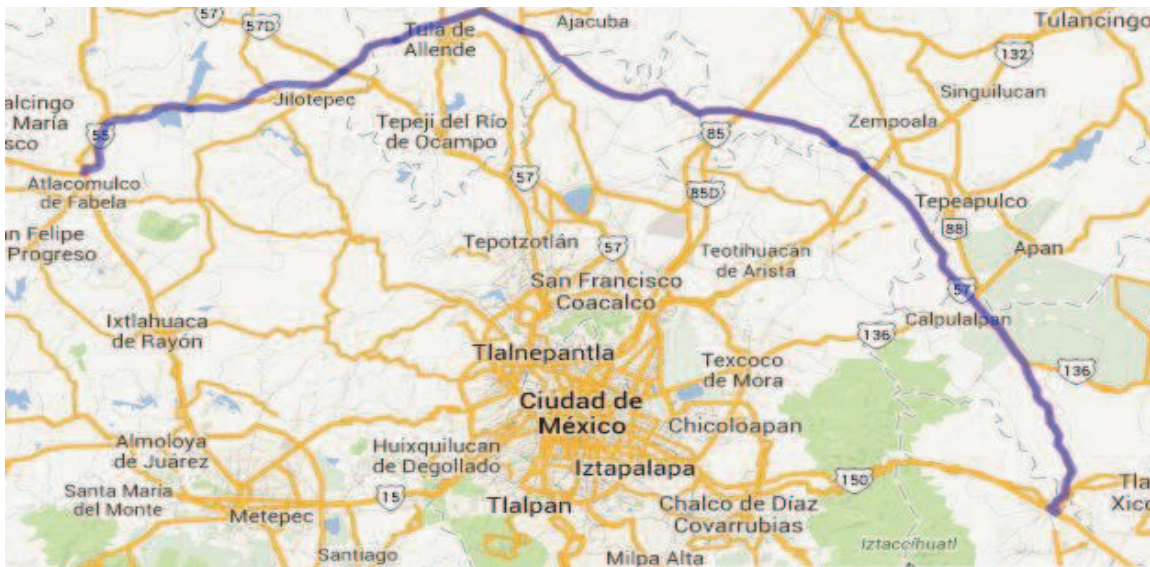 57
57D
Tula de
Allende
Ajacuba
Tulancingo
132
Singuilucan
alcingo
María
sco
55
Jilotepec
Tepeji del Río
de Ocampo
85
Zempoala
Atlacomulco
de Fabela
57
85D
Tepeapulco
an Felipe
Progreso
Tepotzotlán
57
Teotihuacán
de Arista
88
Apan
San Francisco
Coacalco
57
Calpulalpan
Ixtlahuaca
de Rayón
136
Tlalnepantla
Texcoco
de Mora
136
Ciudad de
México
Chicoloapan
Almoloya
de Juárez
Huixquilucan
de Degollado
Iztapalapa
150
Tla
Xico
Santa María
del Monte
15
Metepec
Tlalpan
Chalco de Díaz
Covarrubias
Santiago
Milpa Alta
Iztaccihuatl